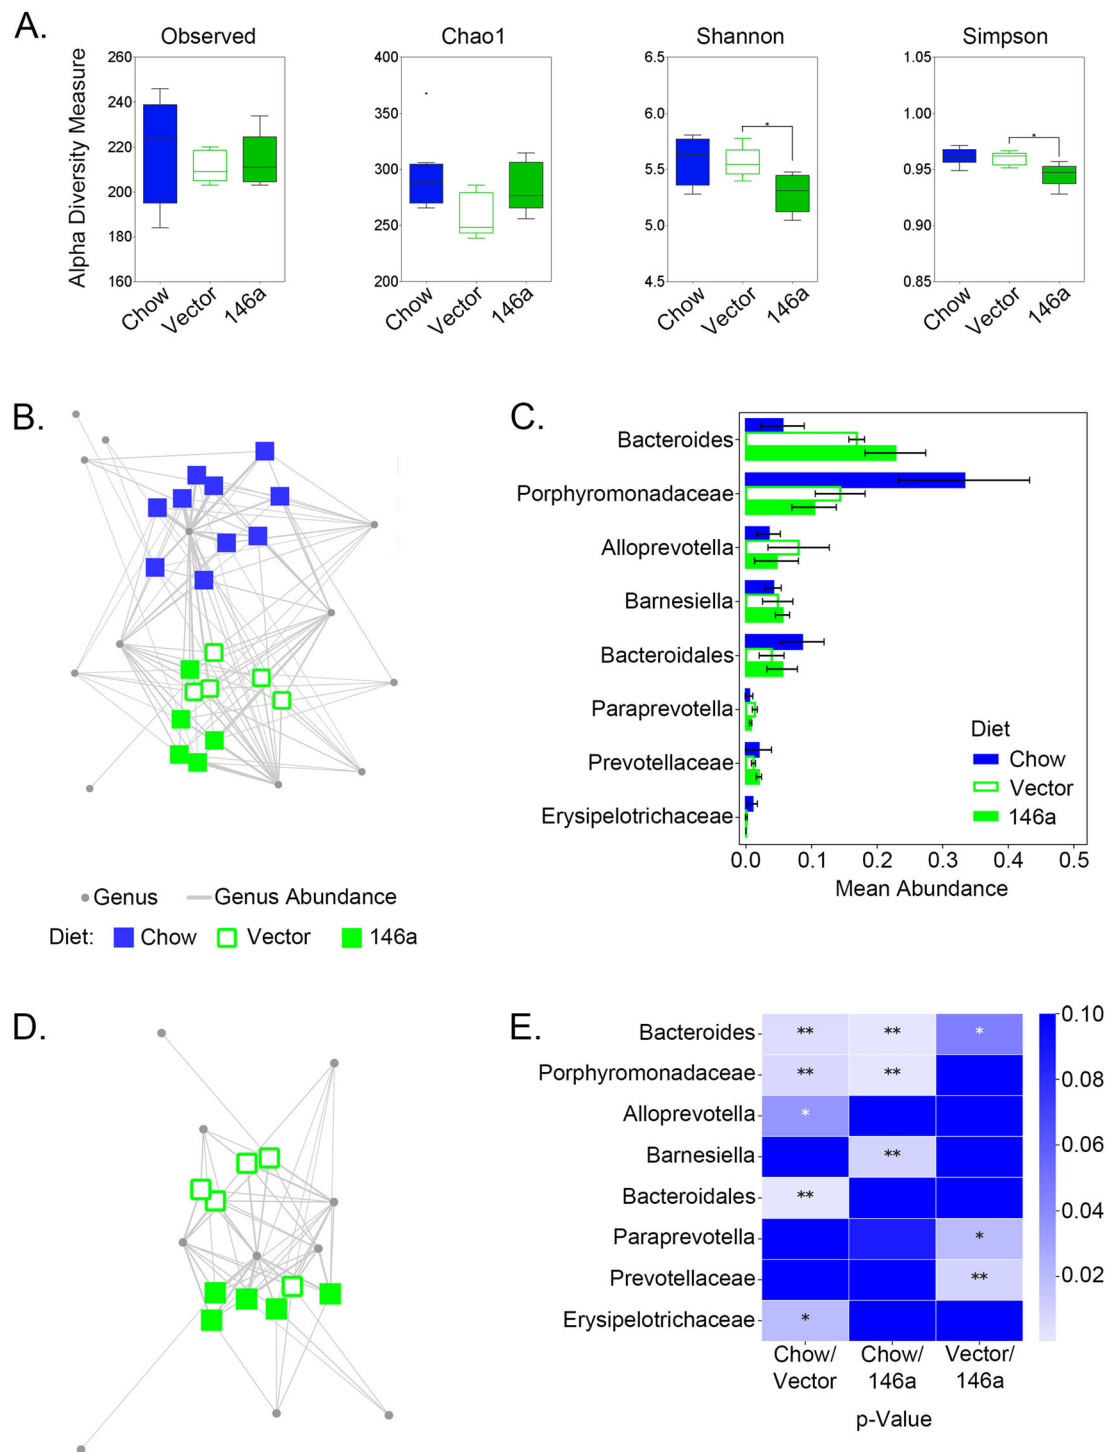 A.
Observed
Chao1
Shannon
Simpson
Alpha Diversity Measure
260
240
220
200
180
160
Chow
Vector
146a
400
350
300
250
200
Chow
Vector
146a
6.0
5.5
5.0
4.5
*
Chow
Vector
146a
1.05
1.00
0.95
0.90
0.85
*
Chow
Vector
146a
B.
Genus
Genus Abundance
Diet:
Chow
Vector
146a
C.
Bacteroides
Porphyromonadaceae
Alloprevotella
Barnesiella
Bacteroidales
Paraprevotella
Prevotellaceae
Erysipelotrichaceae
Diet
Chow
Vector
146a
0.0 0.1 0.2 0.3 0.4 0.5
Mean Abundance
D.
E.
Bacteroides ** ** *
Porphyromonadaceae ** **
Alloprevotella *
Barnesiella **
Bacteroidales **
Paraprevotella *
Prevotellaceae **
Erysipelotrichaceae *
Chow/
Vector
Chow/
146a
Vector/
146a
p-Value
0.10
0.08
0.06
0.04
0.02